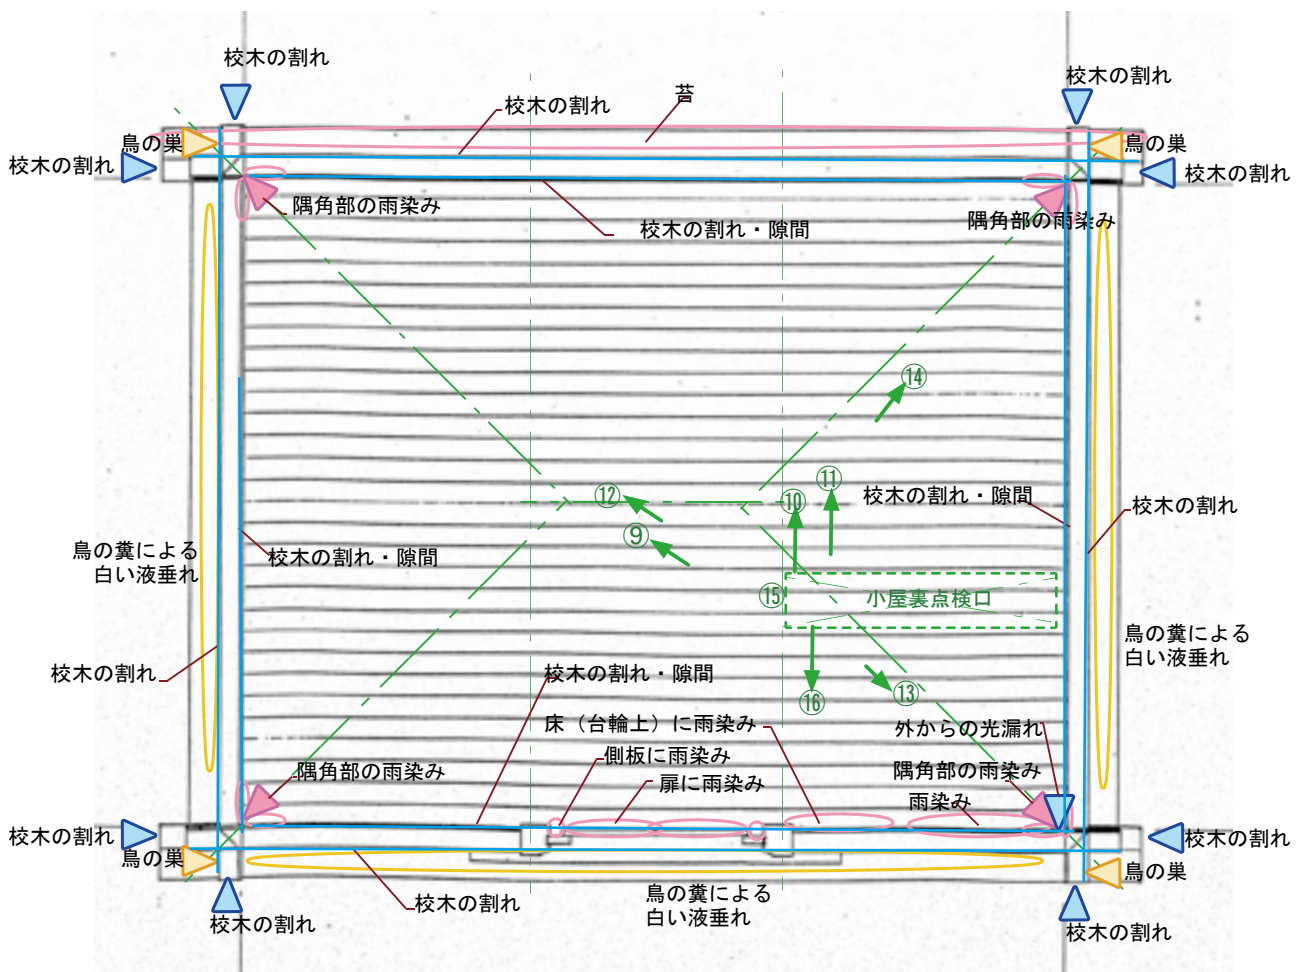 校木の割れ
校木の割れ
苔
校木の割れ
鳥の巣
鳥の巣
校木の割れ
校木の割れ
隅角部の雨染み
隅角部の雨染み
校木の割れ・隙間
⑭
⑪
⑫
⑩
校木の割れ・隙間
校木の割れ
⑨
鳥の糞による
白い液垂れ
校木の割れ・隙間
⑮
小屋裏点検口
鳥の糞による
白い液垂れ
校木の割れ
校木の割れ・隙間
⑬
⑯
床（台輪上）に雨染み
外からの光漏れ
側板に雨染み
隅角部の雨染み
隅角部の雨染み
扉に雨染み
雨染み
校木の割れ
校木の割れ
鳥の巣
鳥の巣
鳥の糞による
白い液垂れ
校木の割れ
校木の割れ
校木の割れ